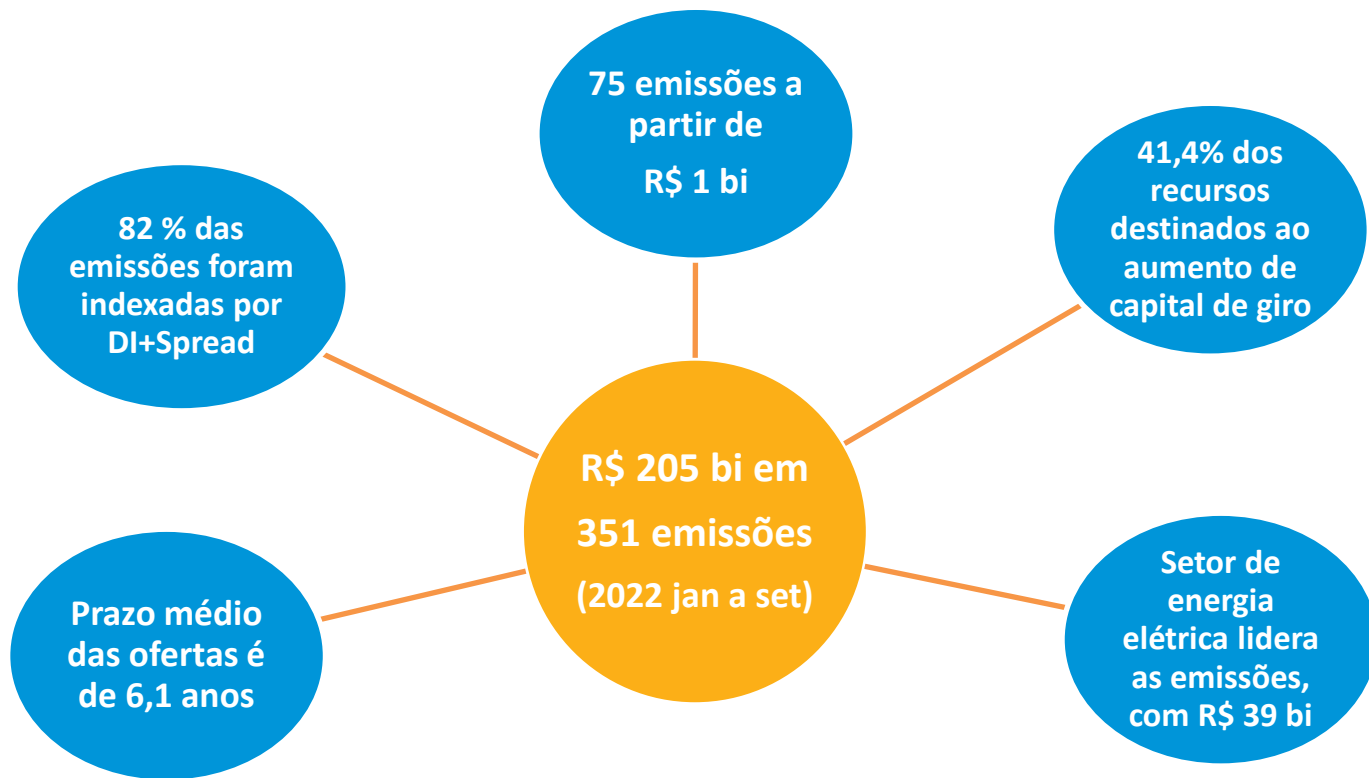 75 emissões a
partir de
R$ 1 bi
82 % das
emissões foram
indexadas por
DI+Spread
41,4% dos
recursos
destinados ao
aumento de
capital de giro
R$ 205 bi em
351 emissões
(2022 jan a set)
Prazo médio
das ofertas é
de 6,1 anos
Setor de
energia
elétrica lidera
as emissões,
com R$ 39 bi